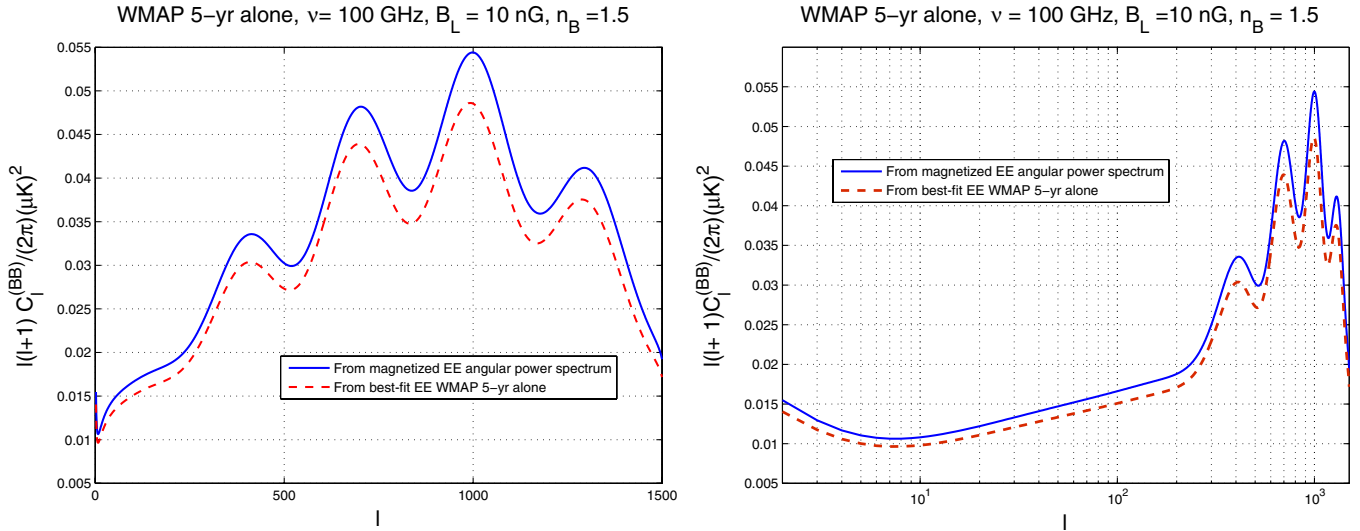 WMAP 5-yr alone, ν= 100 GHz, B_L = 10 nG, n_B =1.5
l(l+ 1) C_l^(BB)/(2π)(μK)^2
0.055
0.05
0.045
0.04
0.035
0.03
0.025
0.02
0.015
0.01
0.005
From magnetized EE angular power spectrum
From best-fit EE WMAP 5-yr alone
0
500
1000
1500
l
WMAP 5-yr alone, ν = 100 GHz, B_L =10 nG, n_B = 1.5
l(l+ 1)C_l^(BB)/(2π)(μK)^2
0.055
0.05
0.045
0.04
0.035
0.03
0.025
0.02
0.015
0.01
0.005
From magnetized EE angular power spectrum
From best-fit EE WMAP 5-yr alone
10^1
10^2
10^3
l